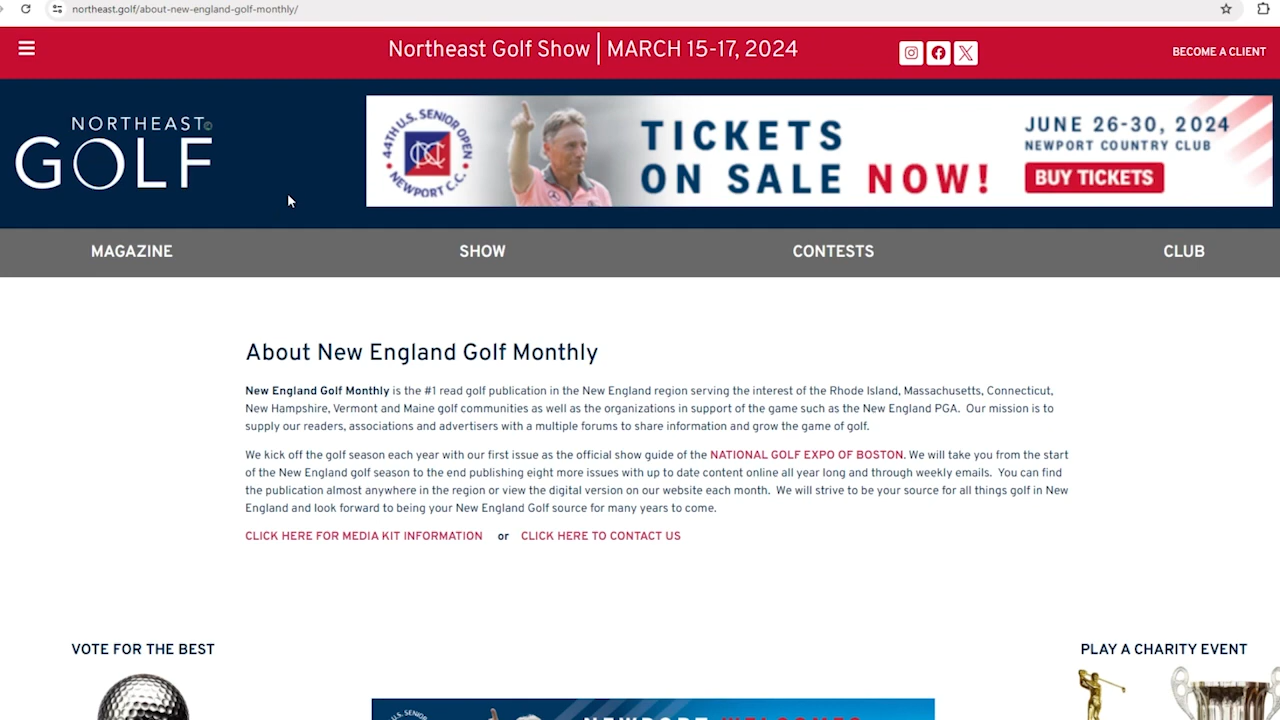 northeast.golf/about-new-england-golf-monthly/
Northeast Golf Show | MARCH 15-17, 2024
BECOME A CLIENT
NORTHEAST
GOLF
44TH U.S. SENIOR OPEN
NEWPORT C.C.
TICKETS
ON SALE NOW!
JUNE 26-30, 2024
NEWPORT COUNTRY CLUB
BUY TICKETS
MAGAZINE
SHOW
CONTESTS
CLUB
About New England Golf Monthly
New England Golf Monthly is the #1 read golf publication in the New England region serving the interest of the Rhode Island, Massachusetts, Connecticut,
New Hampshire, Vermont and Maine golf communities as well as the organizations in support of the game such as the New England PGA. Our mission is to
supply our readers, associations and advertisers with a multiple forums to share information and grow the game of golf.
We kick off the golf season each year with our first issue as the official show guide of the NATIONAL GOLF EXPO OF BOSTON. We will take you from the start
of the New England golf season to the end publishing eight more issues with up to date content online all year long and through weekly emails. You can find
the publication almost anywhere in the region or view the digital version on our website each month. We will strive to be your source for all things golf in New
England and look forward to being your New England Golf source for many years to come.
CLICK HERE FOR MEDIA KIT INFORMATION or CLICK HERE TO CONTACT US
VOTE FOR THE BEST
PLAY A CHARITY EVENT
NEWPORT WELCOMES